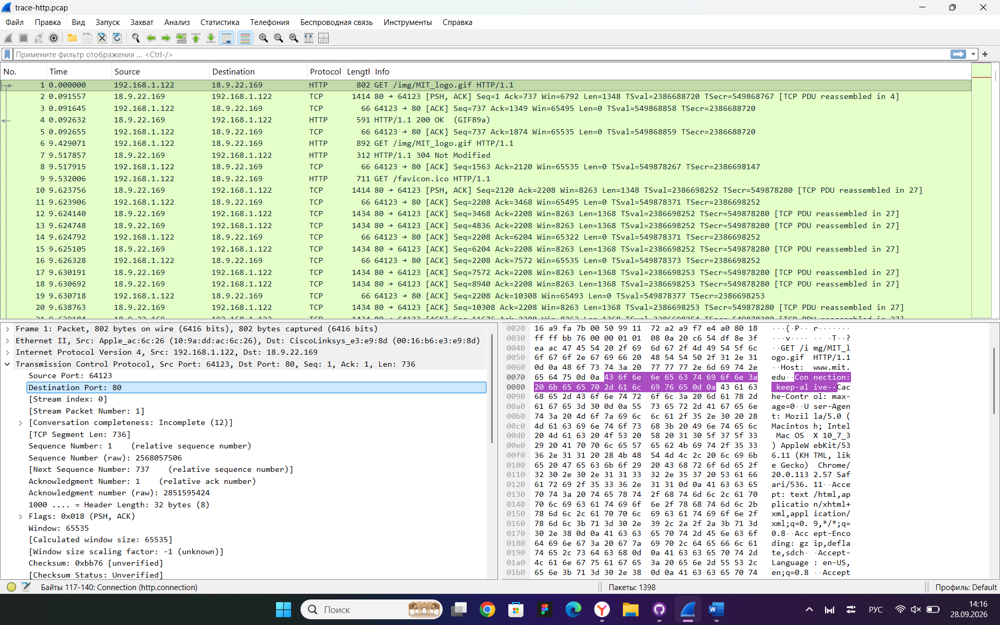 trace-http.pcap
Файл Правка Вид Запуск Захват Анализ Статистика Телефония Беспроводная связь Инструменты Справка
Примените фильтр отображения ... <Ctrl-/>
No. Time Source Destination Protocol Length Info
1 0.000000 192.168.1.122 18.9.22.169 HTTP 802 GET /img/MIT_logo.gif HTTP/1.1
2 0.091557 18.9.22.169 192.168.1.122 TCP 1414 80 → 64123 [PSH, ACK] Seq=1 Ack=737 Win=6792 Len=1348 TSval=2386688720 TSecr=549868767 [TCP PDU reassembled in 4]
3 0.091645 192.168.1.122 18.9.22.169 TCP 66 64123 → 80 [ACK] Seq=737 Ack=1349 Win=65495 Len=0 TSval=549868858 TSecr=2386688720
4 0.092632 18.9.22.169 192.168.1.122 HTTP 591 HTTP/1.1 200 OK  (GIF89a)
5 0.092655 192.168.1.122 18.9.22.169 TCP 66 64123 → 80 [ACK] Seq=737 Ack=1874 Win=65535 Len=0 TSval=549868859 TSecr=2386688720
6 9.429071 192.168.1.122 18.9.22.169 HTTP 892 GET /img/MIT_logo.gif HTTP/1.1
7 9.517857 18.9.22.169 192.168.1.122 HTTP 312 HTTP/1.1 304 Not Modified
8 9.517915 192.168.1.122 18.9.22.169 TCP 66 64123 → 80 [ACK] Seq=1563 Ack=2120 Win=65535 Len=0 TSval=549878267 TSecr=2386698147
9 9.532006 192.168.1.122 18.9.22.169 HTTP 711 GET /favicon.ico HTTP/1.1
10 9.623756 18.9.22.169 192.168.1.122 TCP 1414 80 → 64123 [PSH, ACK] Seq=2120 Ack=2208 Win=8263 Len=1348 TSval=2386698252 TSecr=549878280 [TCP PDU reassembled in 27]
11 9.623906 192.168.1.122 18.9.22.169 TCP 66 64123 → 80 [ACK] Seq=2208 Ack=3468 Win=65495 Len=0 TSval=549878371 TSecr=2386698252
12 9.624140 18.9.22.169 192.168.1.122 TCP 1434 80 → 64123 [ACK] Seq=3468 Ack=2208 Win=8263 Len=1368 TSval=2386698252 TSecr=549878280 [TCP PDU reassembled in 27]
13 9.624748 18.9.22.169 192.168.1.122 TCP 1434 80 → 64123 [ACK] Seq=4836 Ack=2208 Win=8263 Len=1368 TSval=2386698252 TSecr=549878280 [TCP PDU reassembled in 27]
14 9.624792 192.168.1.122 18.9.22.169 TCP 66 64123 → 80 [ACK] Seq=2208 Ack=6204 Win=65322 Len=0 TSval=549878371 TSecr=2386698252
15 9.625105 18.9.22.169 192.168.1.122 TCP 1434 80 → 64123 [ACK] Seq=6204 Ack=2208 Win=8263 Len=1368 TSval=2386698252 TSecr=549878280 [TCP PDU reassembled in 27]
16 9.626328 192.168.1.122 18.9.22.169 TCP 66 64123 → 80 [ACK] Seq=2208 Ack=7572 Win=65535 Len=0 TSval=549878373 TSecr=2386698252
17 9.630191 18.9.22.169 192.168.1.122 TCP 1434 80 → 64123 [ACK] Seq=7572 Ack=2208 Win=8263 Len=1368 TSval=2386698253 TSecr=549878280 [TCP PDU reassembled in 27]
18 9.630692 18.9.22.169 192.168.1.122 TCP 1434 80 → 64123 [ACK] Seq=8940 Ack=2208 Win=8263 Len=1368 TSval=2386698253 TSecr=549878280 [TCP PDU reassembled in 27]
19 9.630718 192.168.1.122 18.9.22.169 TCP 66 64123 → 80 [ACK] Seq=2208 Ack=10308 Win=65493 Len=0 TSval=549878377 TSecr=2386698253
20 9.638763 18.9.22.169 192.168.1.122 TCP 1434 80 → 64123 [ACK] Seq=10308 Ack=2208 Win=8263 Len=1368 TSval=2386698253 TSecr=549878280 [TCP PDU reassembled in 27]
Frame 1: Packet, 802 bytes on wire (6416 bits), 802 bytes captured (6416 bits)
Ethernet II, Src: Apple_ac:6c:26 (10:9a:dd:ac:6c:26), Dst: CiscoLinksys_e3:e9:8d (00:16:b6:e3:e9:8d)
Internet Protocol Version 4, Src: 192.168.1.122, Dst: 18.9.22.169
Transmission Control Protocol, Src Port: 64123, Dst Port: 80, Seq: 1, Ack: 1, Len: 736
Source Port: 64123
Destination Port: 80
[Stream index: 0]
[Stream Packet Number: 1]
[Conversation completeness: Incomplete (12)]
[TCP Segment Len: 736]
Sequence Number: 1    (relative sequence number)
Sequence Number (raw): 2568057506
[Next Sequence Number: 737    (relative sequence number)]
Acknowledgment Number: 1    (relative ack number)
Acknowledgment number (raw): 2851595424
1000 .... = Header Length: 32 bytes (8)
Flags: 0x018 (PSH, ACK)
Window: 65535
[Calculated window size: 65535]
[Window size scaling factor: -1 (unknown)]
Checksum: 0xbb76 [unverified]
[Checksum Status: Unverified]
0020 16 a9 fa 7b 00 50 99 11 72 a2 a9 f7 e4 a0 80 18 ···{·P·· r·······
0030 ff ff bb 76 00 00 01 01 08 0a 20 c6 54 df 8e 3f ···v···· ·· ·T··?
0040 ea ac 47 45 54 20 2f 69 6d 67 2f 4d 49 54 5f 6c ··GET /i mg/MIT_l
0050 6f 67 6f 2e 67 69 66 20 48 54 54 50 2f 31 2e 31 ogo.gif  HTTP/1.1
0060 0d 0a 48 6f 73 74 3a 20 77 77 77 2e 6d 69 74 2e ··Host:  www.mit.
0070 65 64 75 0d 0a 43 6f 6e 6e 65 63 74 69 6f 6e 3a edu··Con nection:
0080 20 6b 65 65 70 2d 61 6c 69 76 65 0d 0a 43 61 63 keep-al ive··Cac
0090 68 65 2d 43 6f 6e 74 72 6f 6c 3a 20 6d 61 78 2d he-Contr ol: max-
00a0 61 67 65 3d 30 0d 0a 55 73 65 72 2d 41 67 65 6e age=0··U ser-Agen
00b0 74 3a 20 4d 6f 7a 69 6c 6c 61 2f 35 2e 30 20 28 t: Mozil la/5.0 (
00c0 4d 61 63 69 6e 74 6f 73 68 3b 20 49 6e 74 65 6c Macintos h; Intel
00d0 20 4d 61 63 20 4f 53 20 58 20 31 30 5f 37 5f 33 Mac OS  X 10_7_3
00e0 29 20 41 70 70 6c 65 57 65 62 4b 69 74 2f 35 33 ) AppleW ebKit/53
00f0 36 2e 31 31 20 28 4b 48 54 4d 4c 2c 20 6c 69 6b 6.11 (KH TML, lik
0100 65 20 47 65 63 6b 6f 29 20 43 68 72 6f 6d 65 2f e Gecko)  Chrome/
0110 32 30 2e 30 2e 31 31 33 32 2e 35 37 20 53 61 66 20.0.113 2.57 Saf
0120 61 72 69 2f 35 33 36 2e 31 31 0d 0a 41 63 63 65 ari/536. 11··Acce
0130 70 74 3a 20 74 65 78 74 2f 68 74 6d 6c 2c 61 70 pt: text /html,ap
0140 70 6c 69 63 61 74 69 6f 6e 2f 78 68 74 6d 6c 2b plicatio n/xhtml+
0150 78 6d 6c 2c 61 70 70 6c 69 63 61 74 69 6f 6e 2f xml,appl ication/
0160 78 6d 6c 3b 71 3d 30 2e 39 2c 2a 2f 2a 3b 71 3d xml;q=0. 9,*/*;q=
0170 30 2e 38 0d 0a 41 63 63 65 70 74 2d 45 6e 63 6f 0.8··Acc ept-Enco
0180 64 69 6e 67 3a 20 67 7a 69 70 2c 64 65 66 6c 61 ding: gz ip,defla
0190 74 65 2c 73 64 63 68 0d 0a 41 63 63 65 70 74 2d te,sdch· ·Accept-
01a0 4c 61 6e 67 75 61 67 65 3a 20 65 6e 2d 55 53 2c Language : en-US,
01b0 65 6e 3b 71 3d 30 2e 38 0d 0a 41 63 63 65 70 74 en;q=0.8 ··Accept
Байты 117-140: Connection (http.connection) Пакеты: 1398 Профиль: Default
Поиск
РУС
14:16
28.09.2026